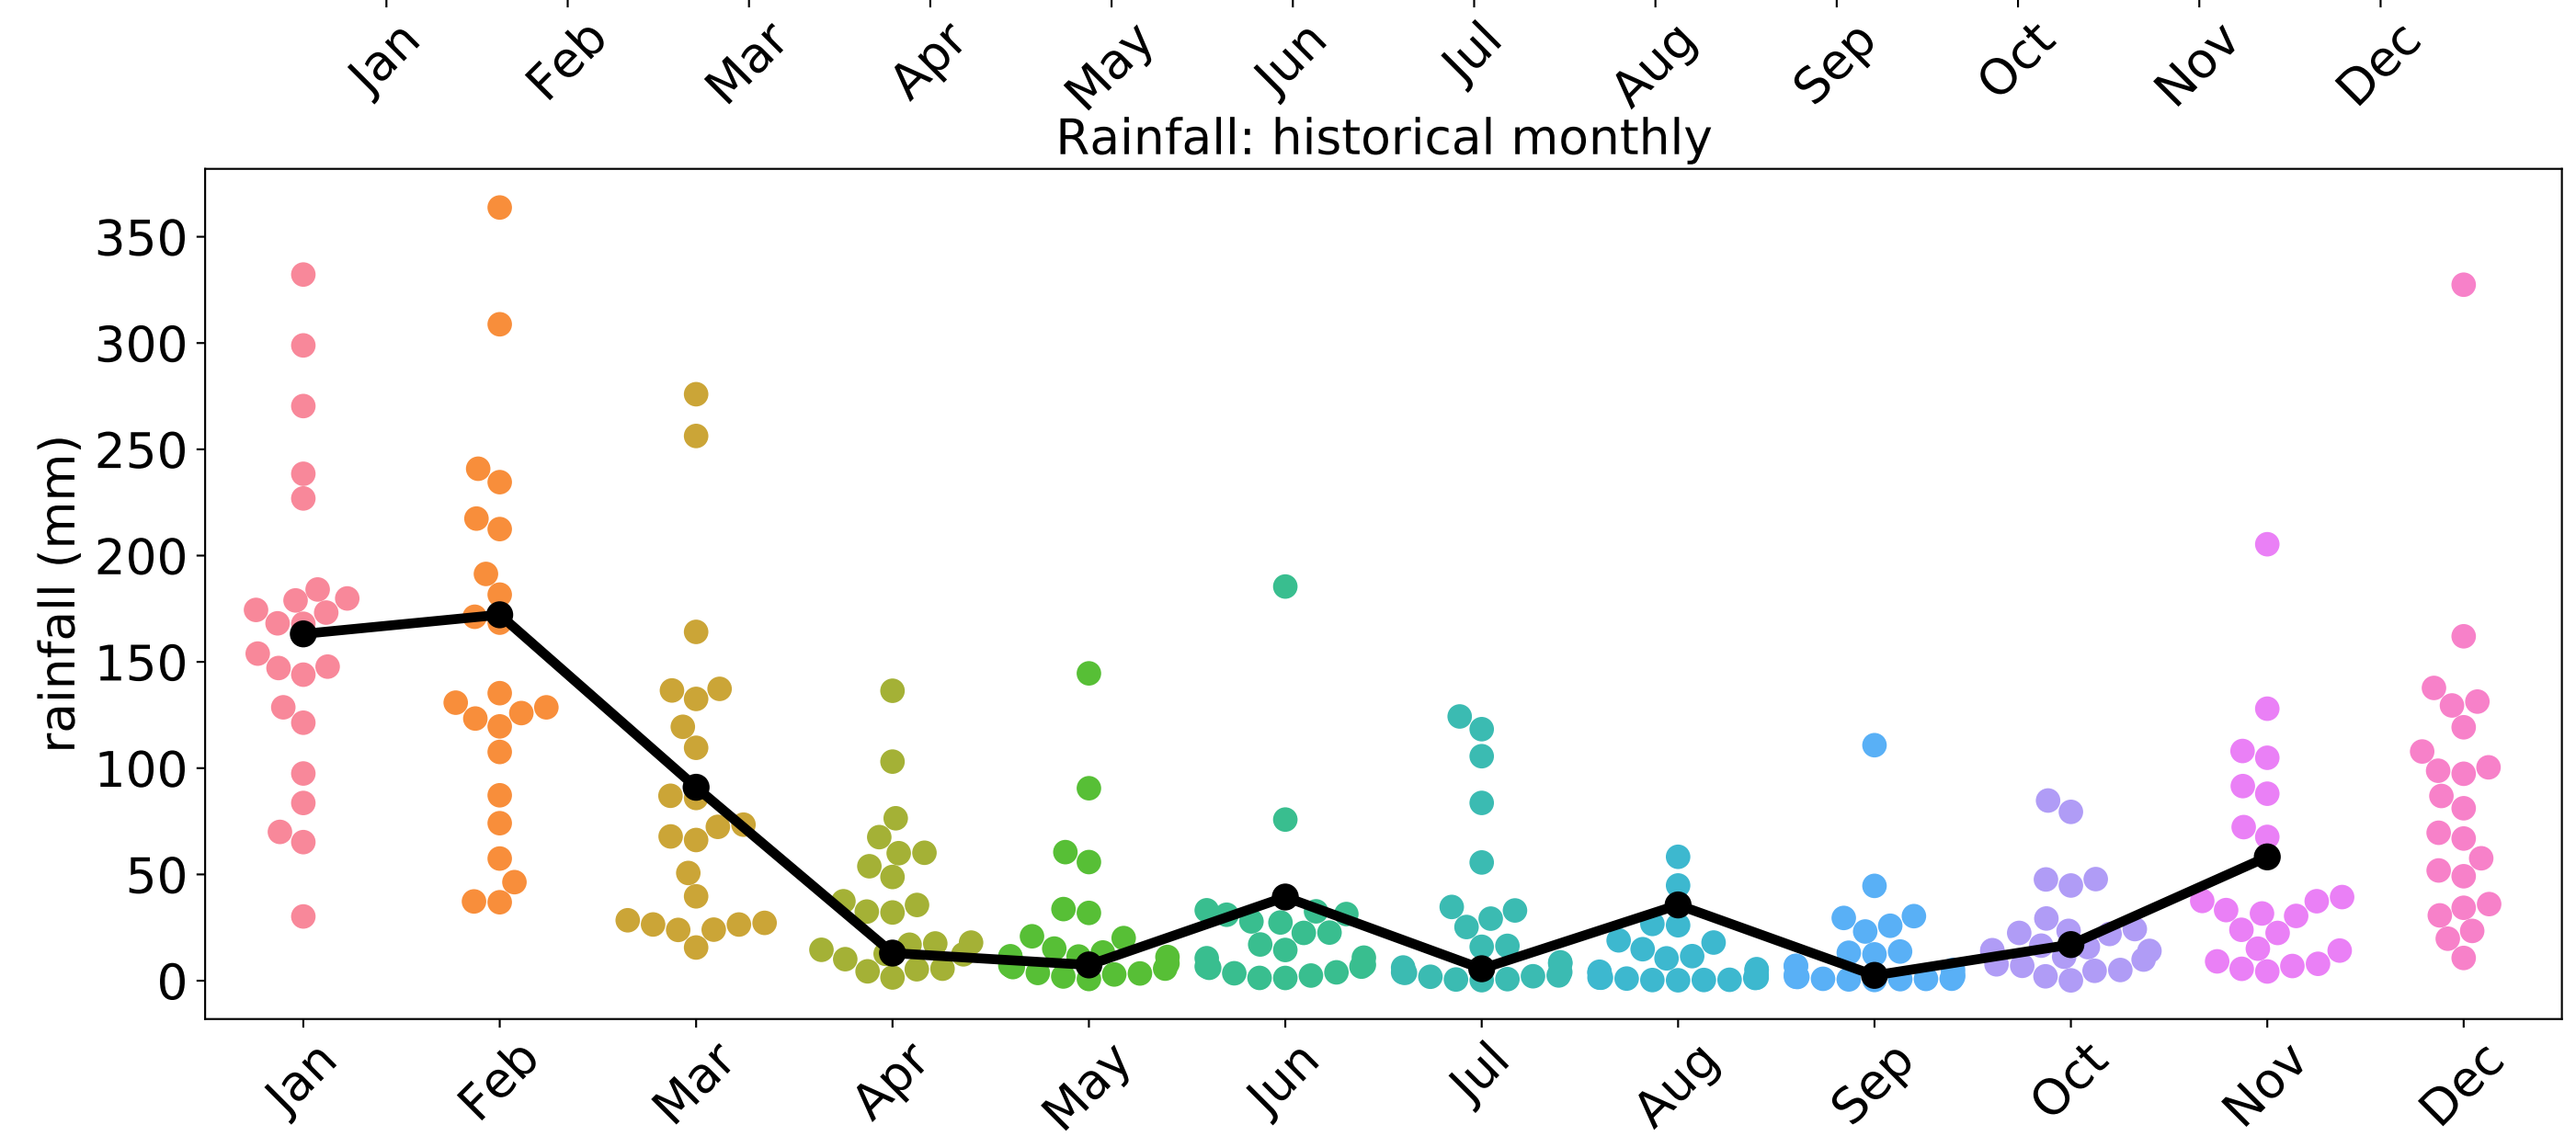 Jan Feb Mar Apr May Jun Jul Aug Sep Oct Nov Dec
Rainfall: historical monthly
rainfall (mm)
350
300
250
200
150
100
50
0
Jan Feb Mar Apr May Jun Jul Aug Sep Oct Nov Dec